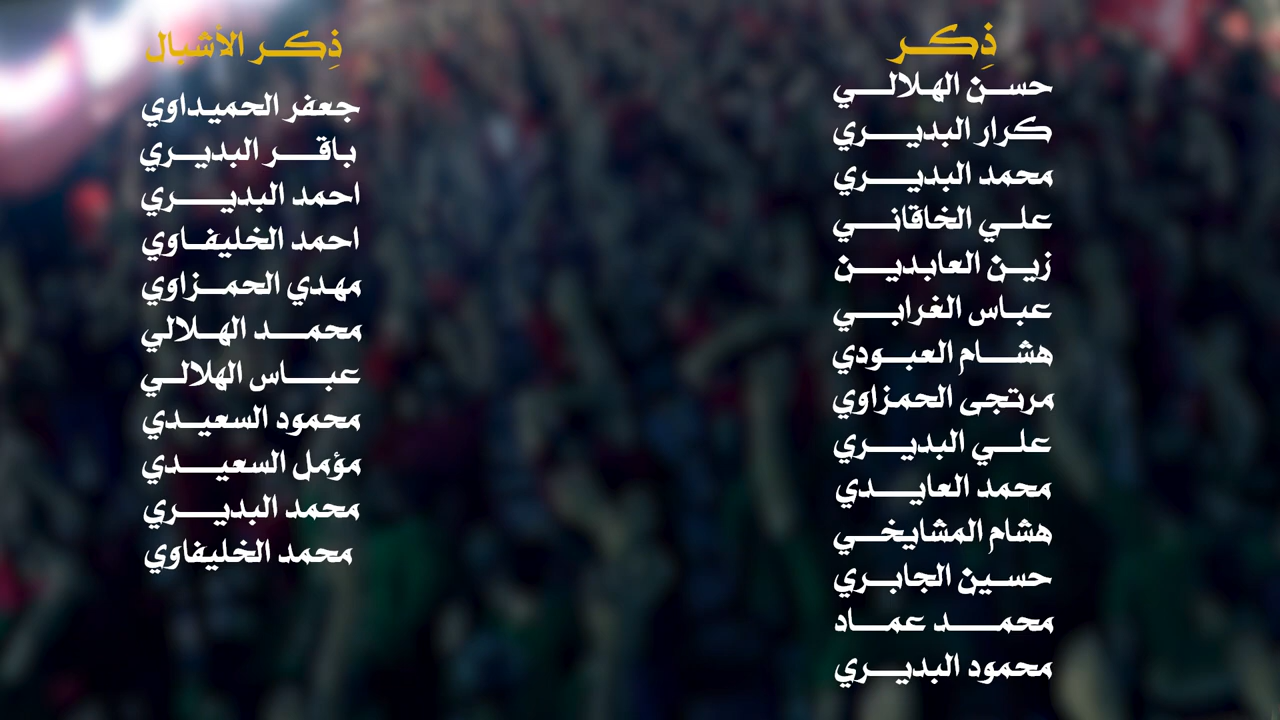 ذِكر
حسن الهلالي
كرار البديري
محمد البديري
علي الخاقاني
زين العابدين
عباس الغرابي
هشام العبودي
مرتجى الحمزاوي
علي البديري
محمد العايدي
هشام المشايخي
حسين الجابري
محمد عماد
محمود البديري
ذِكر الأشبال
جعفر الحميداوي
باقر البديري
احمد البديري
احمد الخليفاوي
مهدي الحمزاوي
محمد الهلالي
عباس الهلالي
محمود السعيدي
مؤمل السعيدي
محمد البديري
محمد الخليفاوي